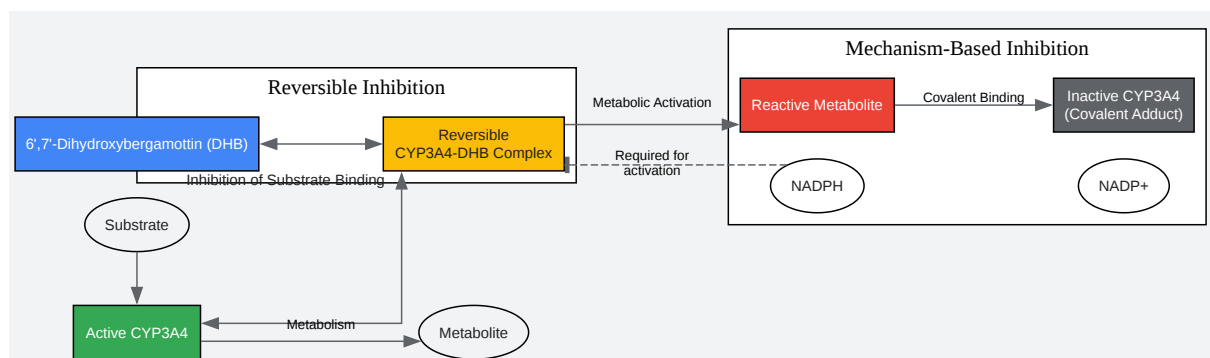 Mechanism-Based Inhibition
Reversible Inhibition
Metabolic Activation
Reactive Metabolite
Covalent Binding
Inactive CYP3A4
(Covalent Adduct)
6',7'-Dihydroxybergamottin (DHB)
Reversible
CYP3A4-DHB Complex
Required for
activation
Inhibition of Substrate Binding
NADPH
NADP+
Substrate
Active CYP3A4
Metabolism
Metabolite